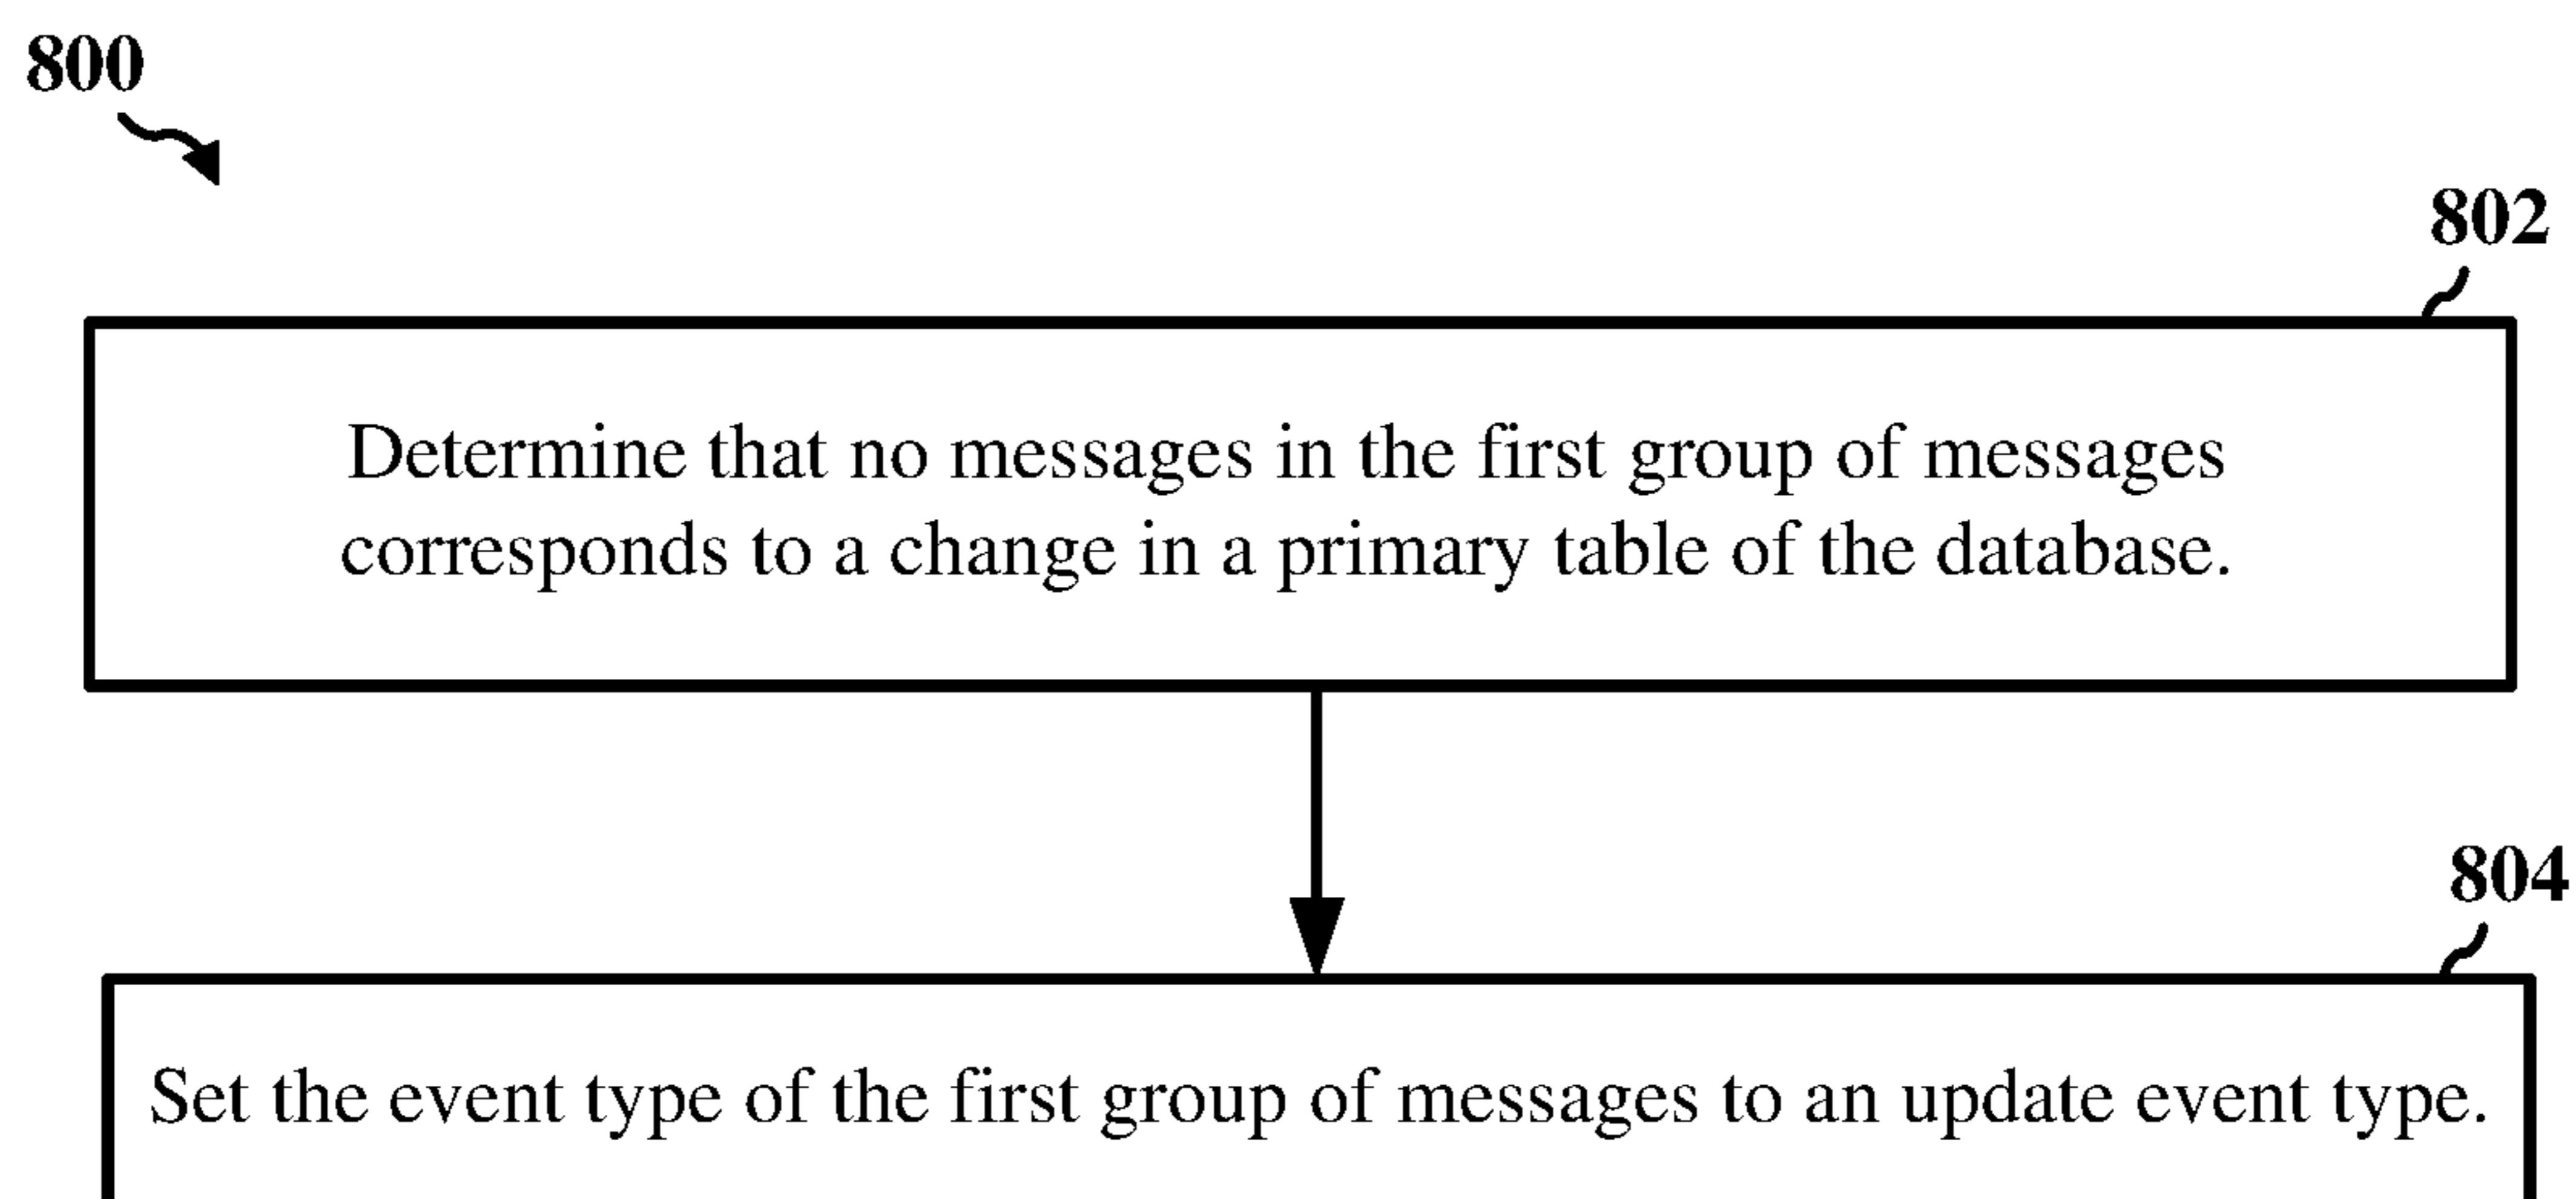 800
802
Determine that no messages in the first group of messages
corresponds to a change in a primary table of the database.
804
Set the event type of the first group of messages to an update event type.